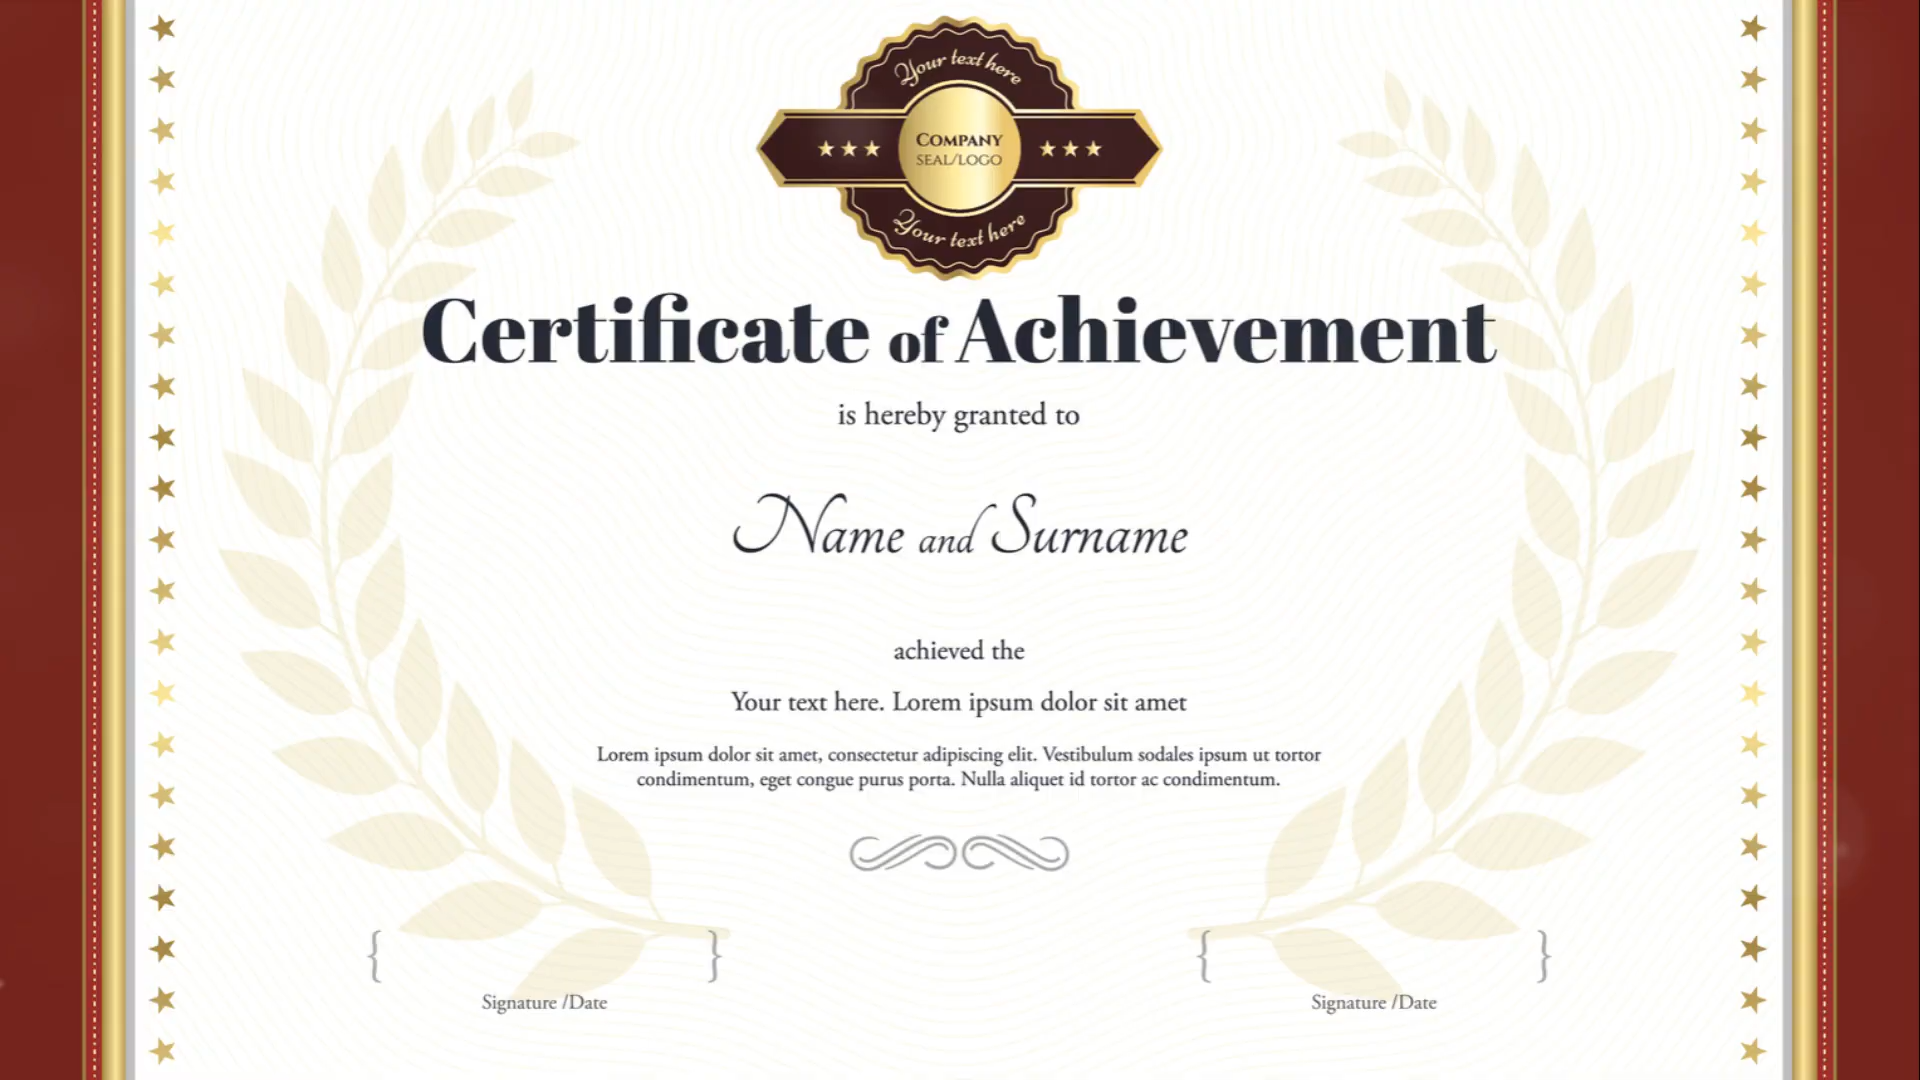 Your text here
COMPANY
SEAL/LOGO
Your text here
Certificate of Achievement
is hereby granted to
Name and Surname
achieved the
Your text here. Lorem ipsum dolor sit amet
Lorem ipsum dolor sit amet, consectetur adipiscing elit. Vestibulum sodales ipsum ut tortor
condimentum, eget congue purus porta. Nulla aliquet id tortor ac condimentum.
{ } { }
Signature /Date Signature /Date